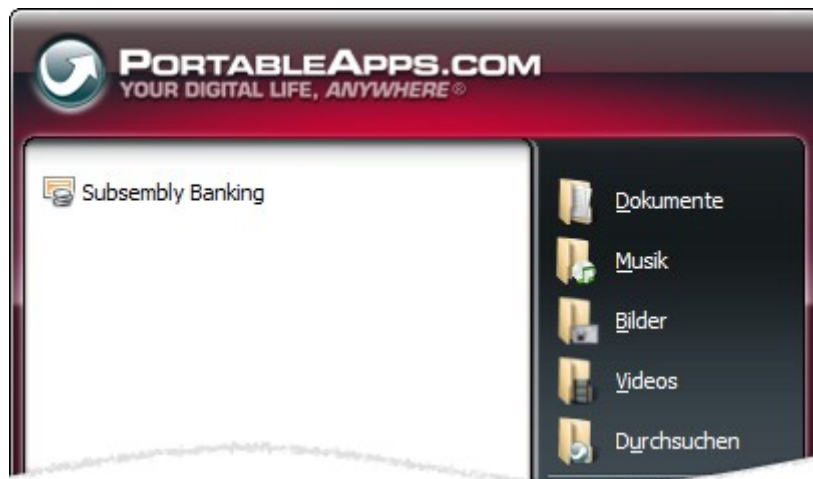 PORTABLEAPPS.COM
YOUR DIGITAL LIFE, ANYWHERE®
Subsembly Banking
Dokumente
Musik
Bilder
Videos
Durchsuchen